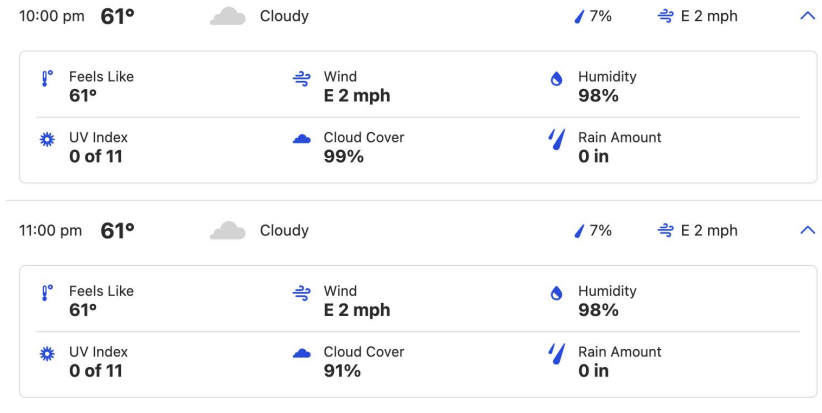 10:00 pm 61° Cloudy 7% E 2 mph
Feels Like Wind Humidity
61° E 2 mph 98%
UV Index Cloud Cover Rain Amount
0 of 11 99% 0 in
11:00 pm 61° Cloudy 7% E 2 mph
Feels Like Wind Humidity
61° E 2 mph 98%
UV Index Cloud Cover Rain Amount
0 of 11 91% 0 in